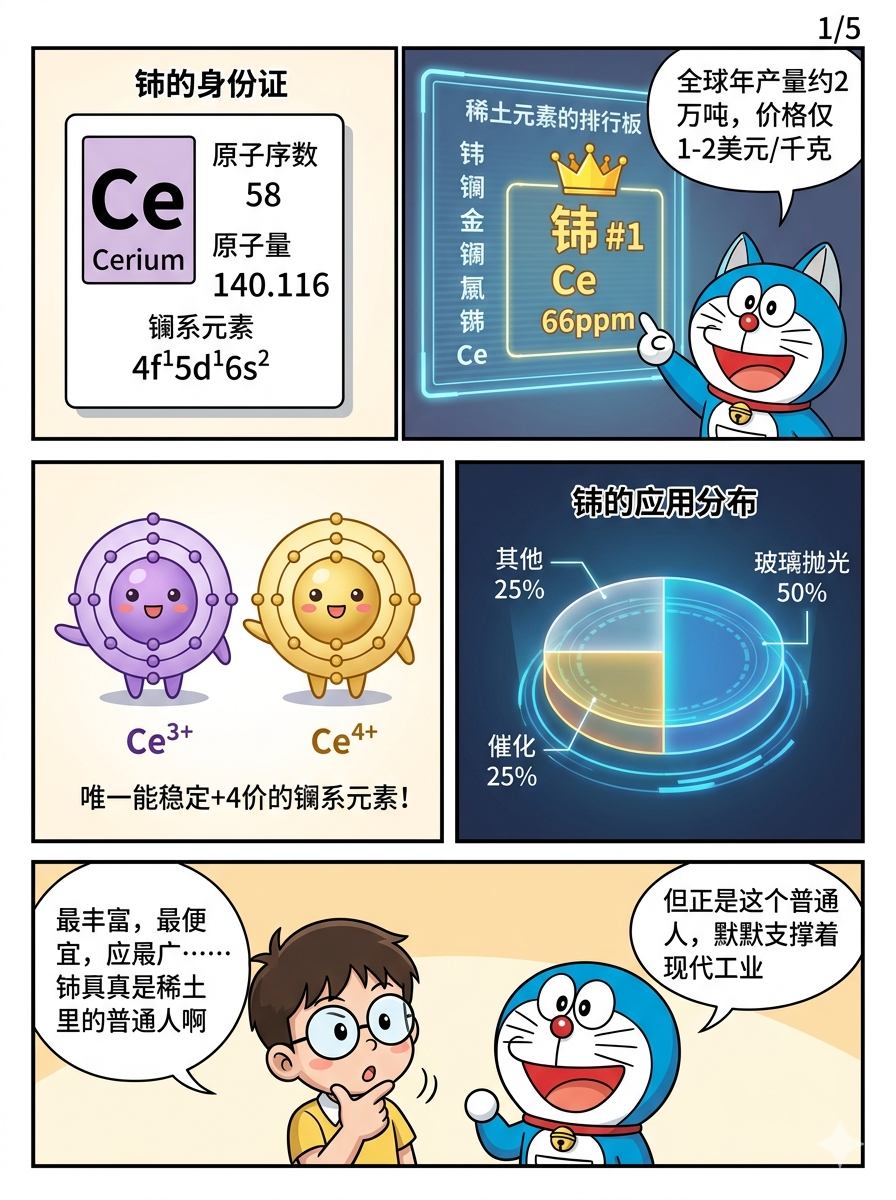 1/5
铈的身份证
Ce
Cerium
原子序数
58
原子量
140.116
镧系元素
4f¹5d¹6s²
稀土元素的排行板
铈
镧
金
镧
Ce
铈 #1
Ce
66ppm
全球年产量约2
万吨，价格仅
1-2美元/千克
Ce³⁺
Ce⁴⁺
唯一能稳定+4价的镧系元素！
铈的应用分布
其他
25%
玻璃抛光
50%
催化
25%
最丰富，最便
宜，应最广……
铈具真是稀土
里的普通人啊
但正是这个普通
人，默默支撑着
现代工业